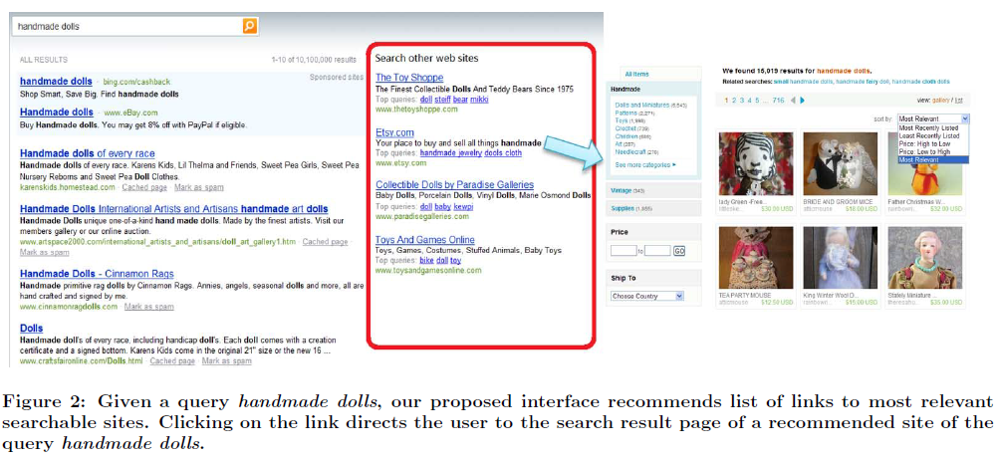 handmade dolls
ALL RESULTS 1-10 of 10,100,000 results
Sponsored sites
handmade dolls · bing.com/cashback
Shop Smart, Save Big. Find handmade dolls
Handmade dolls · www.eBay.com
Buy Handmade dolls. You may get 8% off with PayPal if eligible.
Handmade dolls of every race
Handmade dolls of every race. Karens Kids, Lil Thelma and Friends, Sweet Pea Girls, Sweet Pea
Nursery Reborns and Sweet Pea Doll Clothes.
karenskids.homestead.com · Cached page · Mark as spam
Handmade Dolls International Artists and Artisans handmade art dolls
Handmade Dolls unique one-of-a-kind hand made dolls. Made by the finest artists. Visit our
members gallery or our online auction.
www.artspace2000.com/international_artists_and_artisans/doll_art_gallery1.htm · Cached page ·
Mark as spam
Handmade Dolls - Cinnamon Rags
Handmade primitive rag dolls by Cinnamon Rags. Annies, angels, seasonal dolls and more, all are
hand crafted and signed by me.
www.cinnamonragdolls.com · Mark as spam
Dolls
Handmade doll's of every race, including handicap doll's. Each doll comes with a creation
certificate and a signed bottom. Karens Kids come in the original 21" size or the new 16 ...
www.craftsfaironline.com/Dolls.html · Cached page · Mark as spam
Search other web sites
The Toy Shoppe
The Finest Collectible Dolls And Teddy Bears Since 1975
Top queries: doll steiff bear mikki
www.thetoyshoppe.com
Etsy.com
Your place to buy and sell all things handmade
Top queries: handmade jewelry dools cloth
www.etsy.com
Collectible Dolls by Paradise Galleries
Baby Dolls, Porcelain Dolls, Vinyl Dolls, Marie Osmond Dolls
Top queries: doll baby kewpi
www.paradisegalleries.com
Toys And Games Online
Toys, Games, Costumes, Stuffed Animals, Baby Toys
Top queries: bike doll toy
www.toysandgamesonline.com
All Items
Handmade
Dolls and Miniatures (6,543)
Patterns (2,271)
Toys (1,996)
Crochet (739)
Children (595)
Art (287)
Needlecraft (276)
See more categories
Vintage (343)
Supplies (1,855)
Price
to GO
Ship To
Choose Country
We found 15,019 results for handmade dolls.
Related searches: small handmade dolls, handmade fairy doll, handmade cloth dolls
1 2 3 4 5 ... 716 view: gallery / list
sort by: Most Relevant
Most Recently Listed
Least Recently Listed
Price: High to Low
Price: Low to High
Most Relevant
lady Green -Free... BRIDE AND GROOM MICE Father Christmas W...
$30.00 USD atticmouse $18.00 USD rainbown... $32.00 USD
TEA PARTY MOUSE King Winter Wool D... Stately Miniature ...
atticmouse $12.50 USD rainbown $15.00 USD $35.00 USD
Figure 2: Given a query handmade dolls, our proposed interface recommends list of links to most relevant
searchable sites. Clicking on the link directs the user to the search result page of a recommended site of the
query handmade dolls.